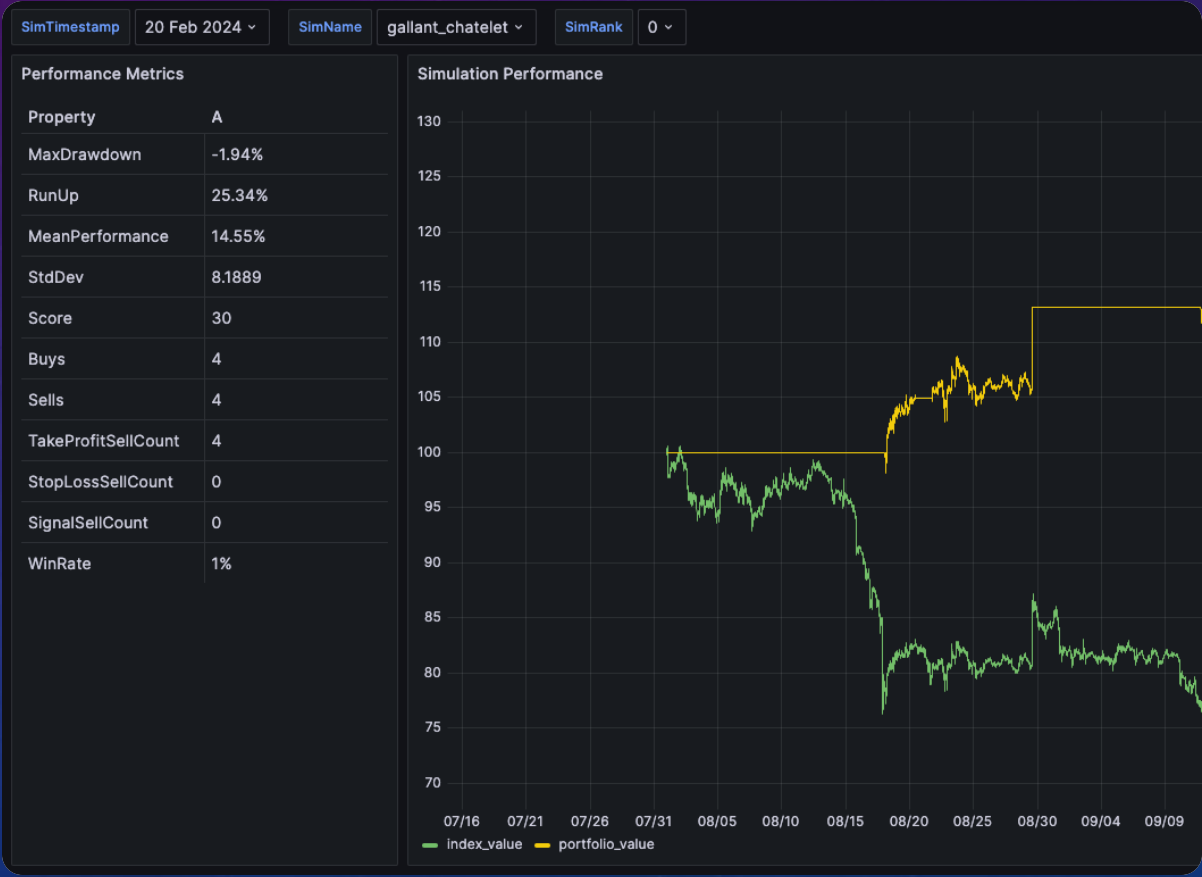 SimTimestamp 20 Feb 2024 SimName gallant_chatelet SimRank 0
Performance Metrics
Property A
MaxDrawdown -1.94%
RunUp 25.34%
MeanPerformance 14.55%
StdDev 8.1889
Score 30
Buys 4
Sells 4
TakeProfitSellCount 4
StopLossSellCount 0
SignalSellCount 0
WinRate 1%
Simulation Performance
130
125
120
115
110
105
100
95
90
85
80
75
70
07/16 07/21 07/26 07/31 08/05 08/10 08/15 08/20 08/25 08/30 09/04 09/09
index_value portfolio_value